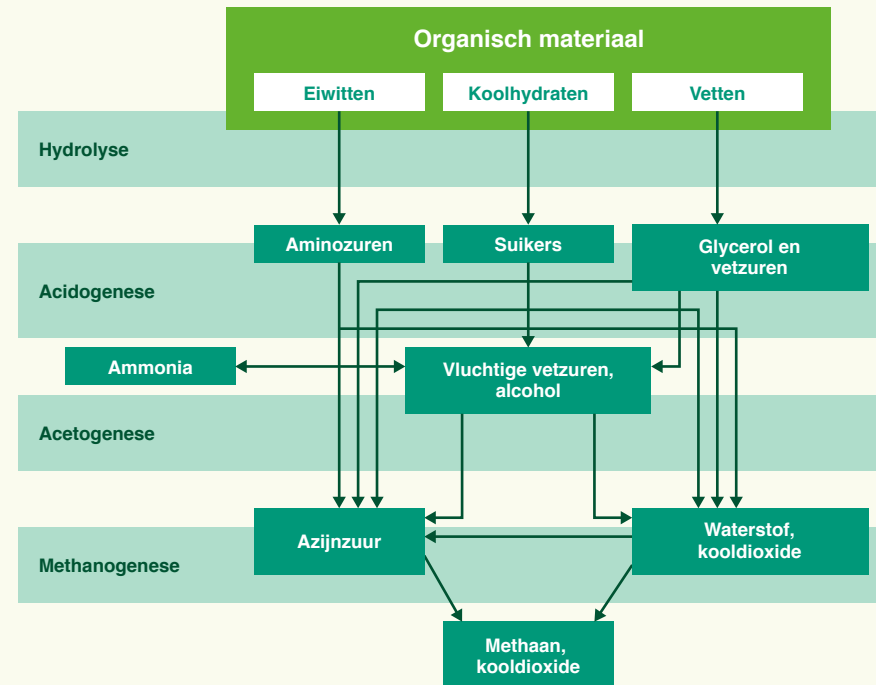 Organisch materiaal
Eiwitten
Koolhydraten
Vetten
Hydrolyse
Aminozuren
Suikers
Glycerol en
vetzuren
Acidogenese
Ammonia
Vluchtige vetzuren,
alcohol
Acetogenese
Azijnzuur
Waterstof,
kooldioxide
Methanogenese
Methaan,
kooldioxide